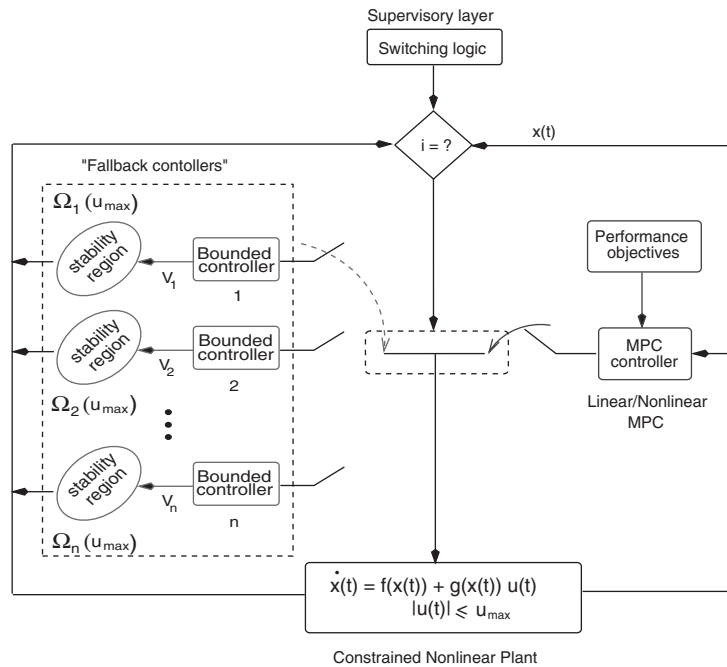 Supervisory layer
Switching logic
i = ?
x(t)
"Fallback contollers"
Ω1 (umax)
stability
region
V1
Bounded
controller
1
Performance
objectives
stability
region
V2
Bounded
controller
2
MPC
controller
Ω2 (umax)
Linear/Nonlinear
MPC
stability
region
Vn
Bounded
controller
n
Ωn (umax)
ẋ(t) = f(x(t)) + g(x(t)) u(t)
|u(t)| ⩽ umax
Constrained Nonlinear Plant